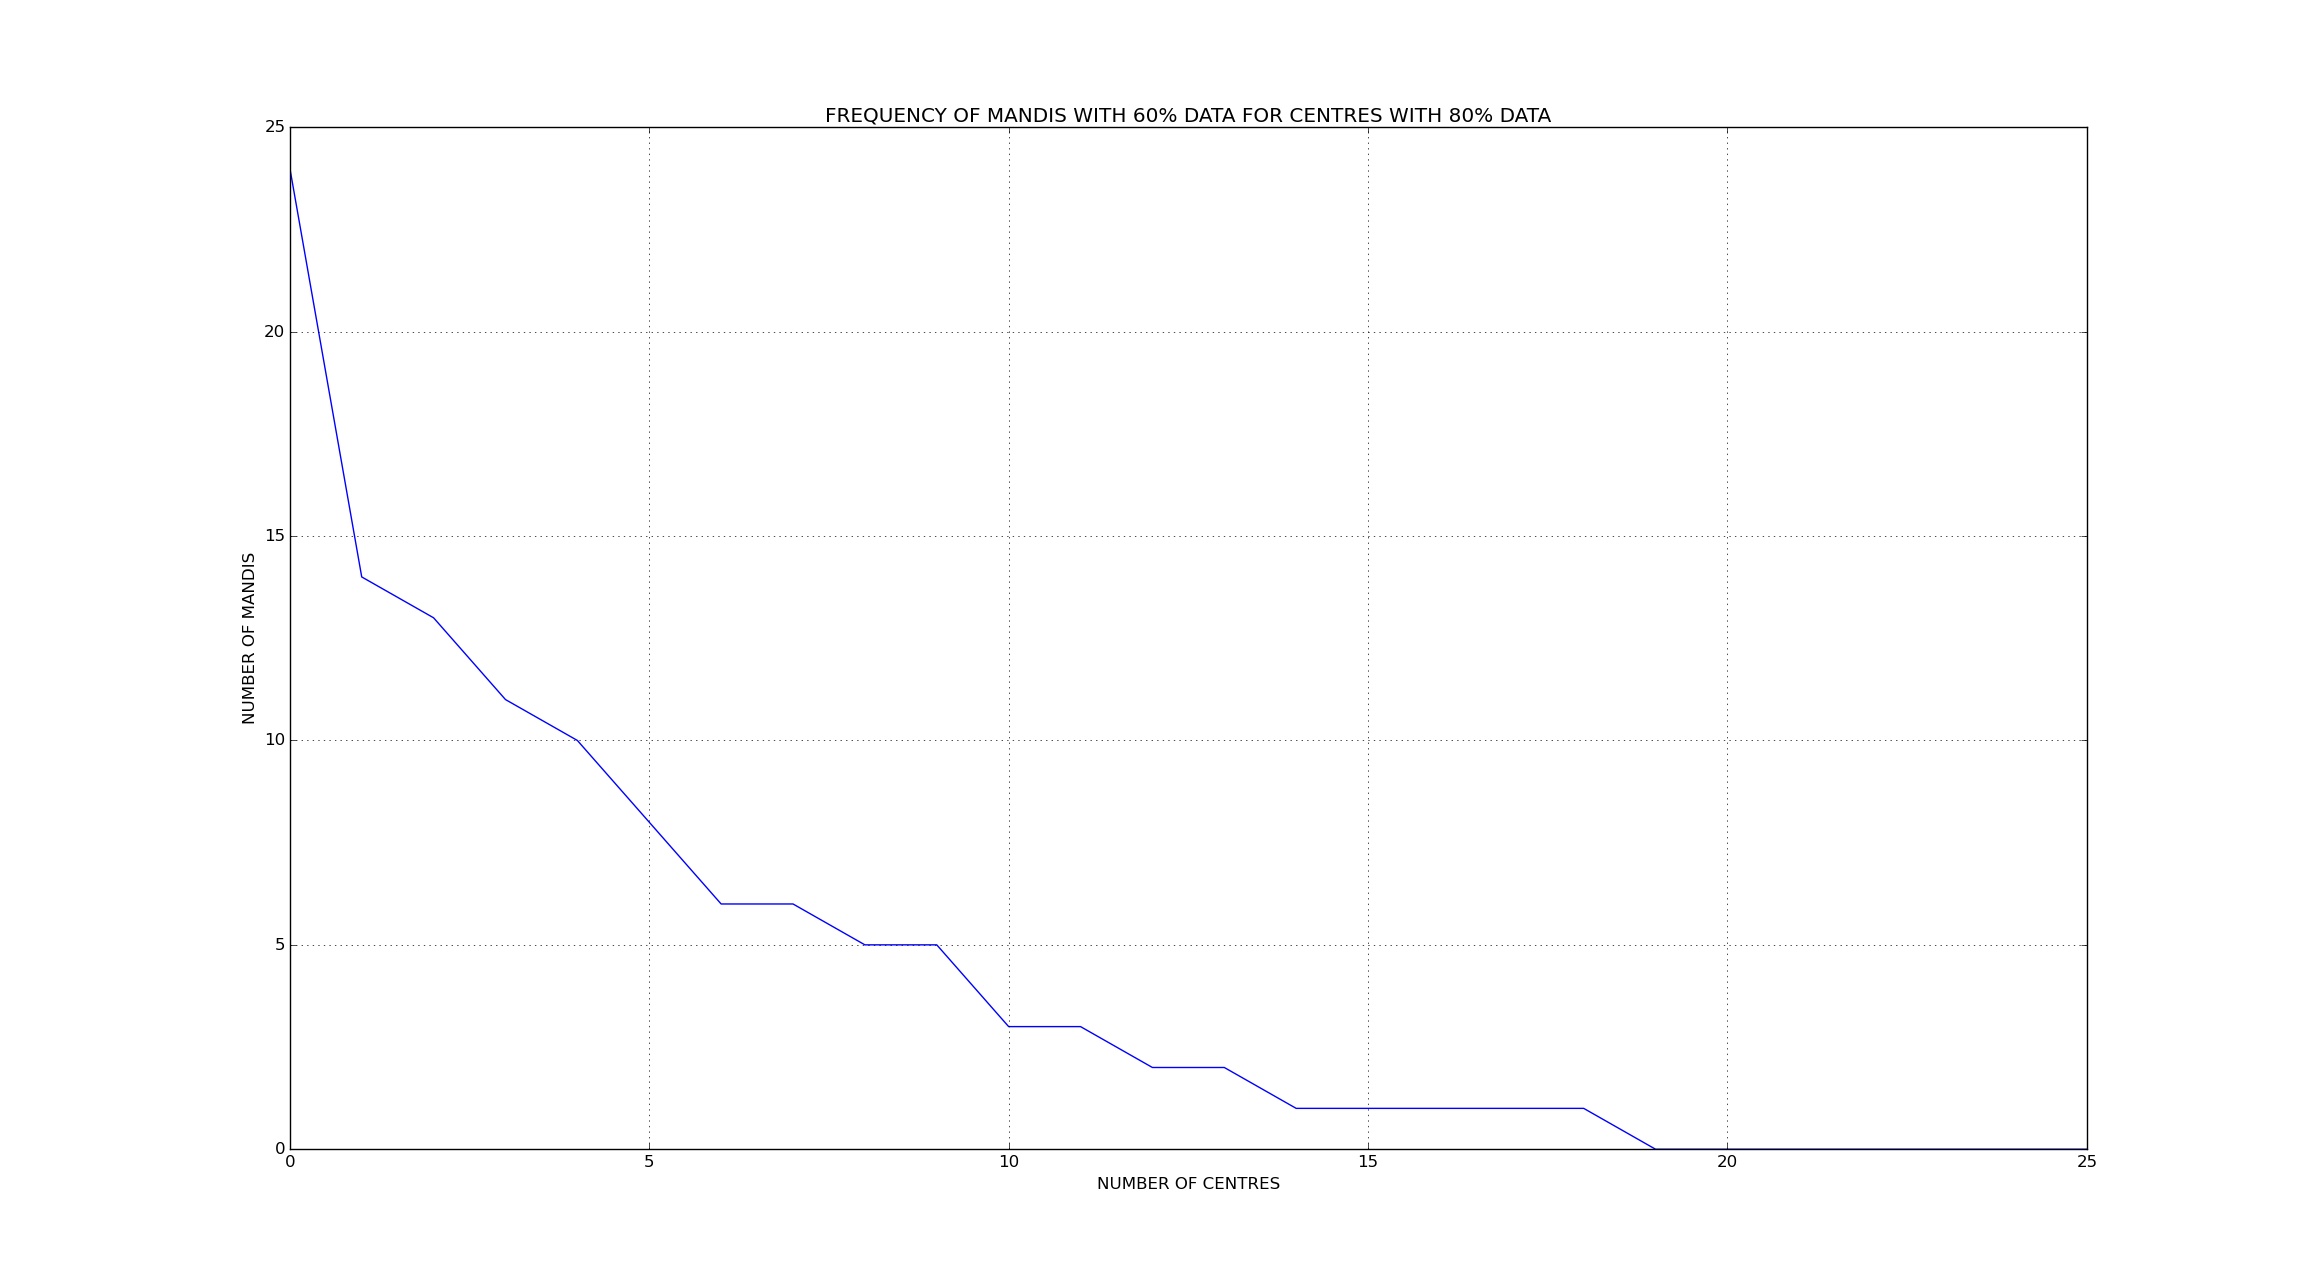 FREQUENCY OF MANDIS WITH 60% DATA FOR CENTRES WITH 80% DATA
25
20
15
10
5
0
NUMBER OF MANDIS
0 5 10 15 20 25
NUMBER OF CENTRES